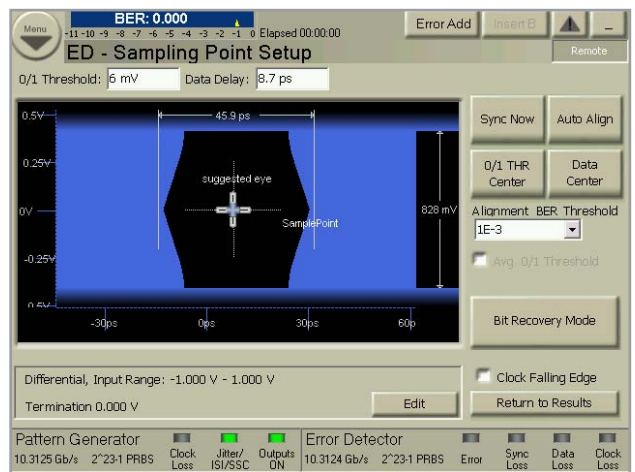 Menu
BER: 0.000
-11 -10 -9 -8 -7 -6 -5 -4 -3 -2 -1 0 Elapsed 00:00:00
Error Add
Insert B
ED - Sampling Point Setup
Remote
0/1 Threshold: 6 mV
Data Delay: 8.7 ps
0.5V
45.9 ps
0.25V
suggested eye
0V
828 mV
SamplePoint
-0.25V
-30ps 0ps 30ps 60p
Sync Now
Auto Align
0/1 THR Center
Data Center
Alignment BER Threshold
1E-3
Avg. 0/1 Threshold
Bit Recovery Mode
Differential, Input Range: -1.000 V - 1.000 V
Termination 0.000 V
Edit
Clock Falling Edge
Return to Results
Pattern Generator
10.3125 Gb/s 2^23-1 PRBS
Clock Loss
Jitter/ ISI/SSC
Outputs ON
Error Detector
10.3124 Gb/s 2^23-1 PRBS
Error
Sync Loss
Data Loss
Clock Loss